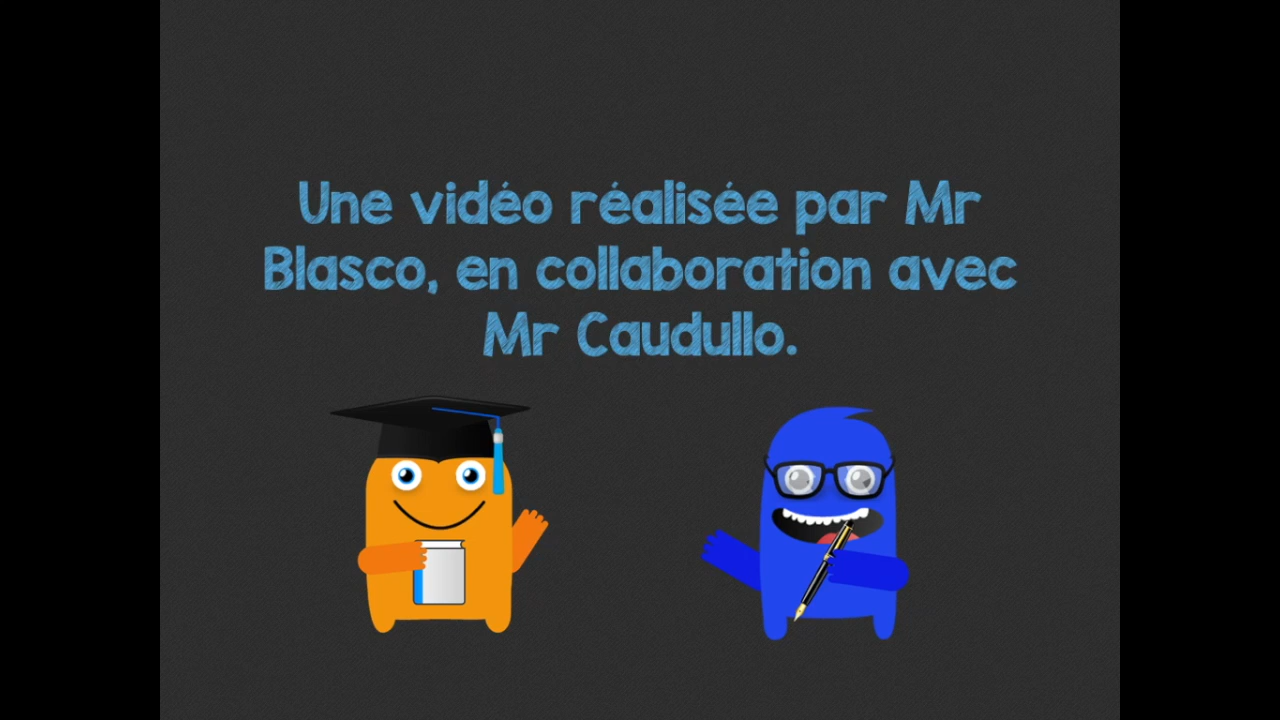 Une vidéo réalisée par Mr
Blasco, en collaboration avec
Mr Caudullo.